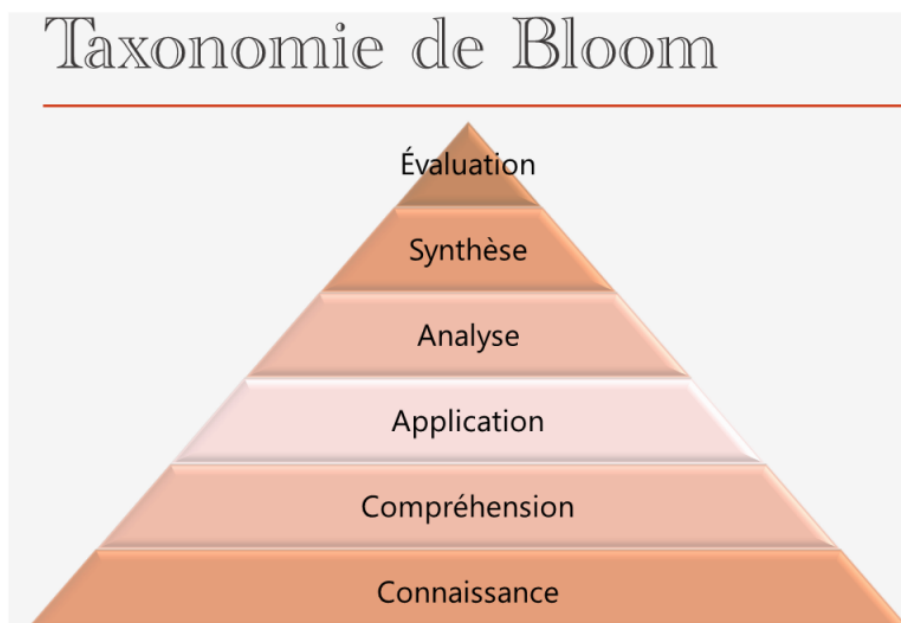 Taxonomie de Bloom
Évaluation
Synthèse
Analyse
Application
Compréhension
Connaissance